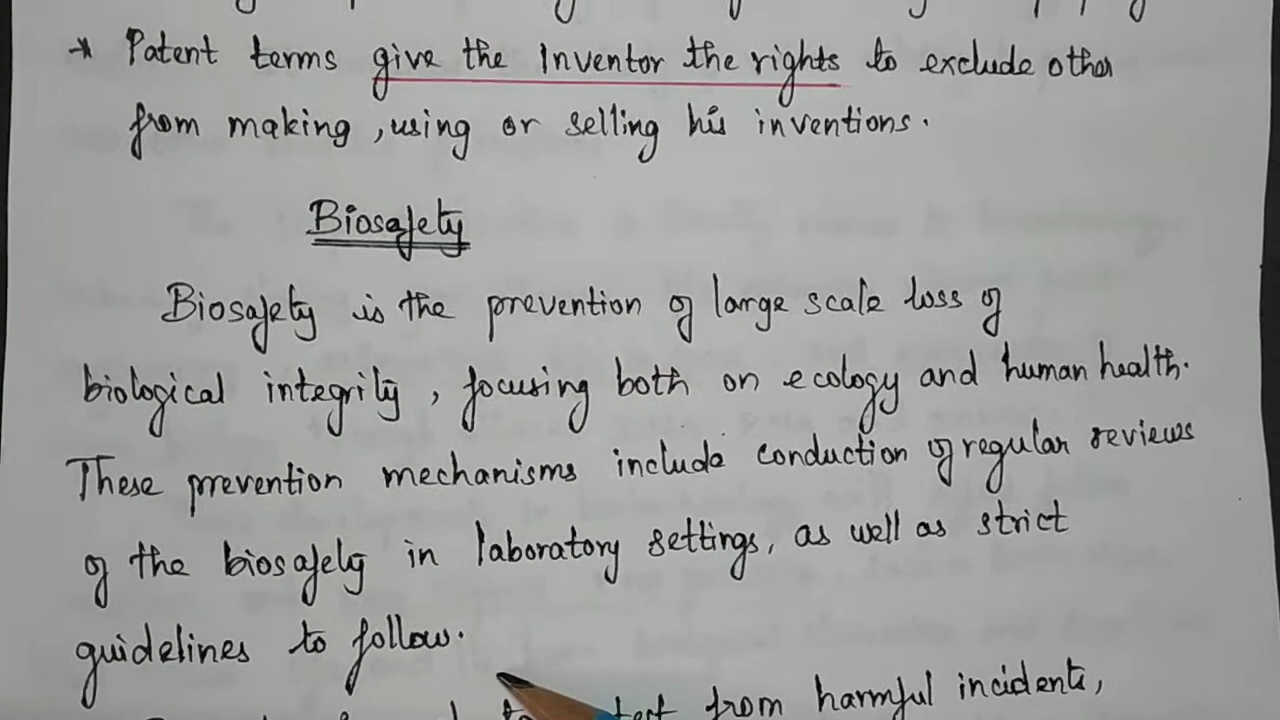 * Patent terms give the Inventor the rights to exclude other
from making, using or selling his inventions.
Biosafety
Biosafety is the prevention of large scale loss of
biological integrity, focusing both on ecology and human health.
These prevention mechanisms include conduction of regular reviews
of the biosafety in laboratory settings, as well as strict
guidelines to follow.
from harmful incidents,